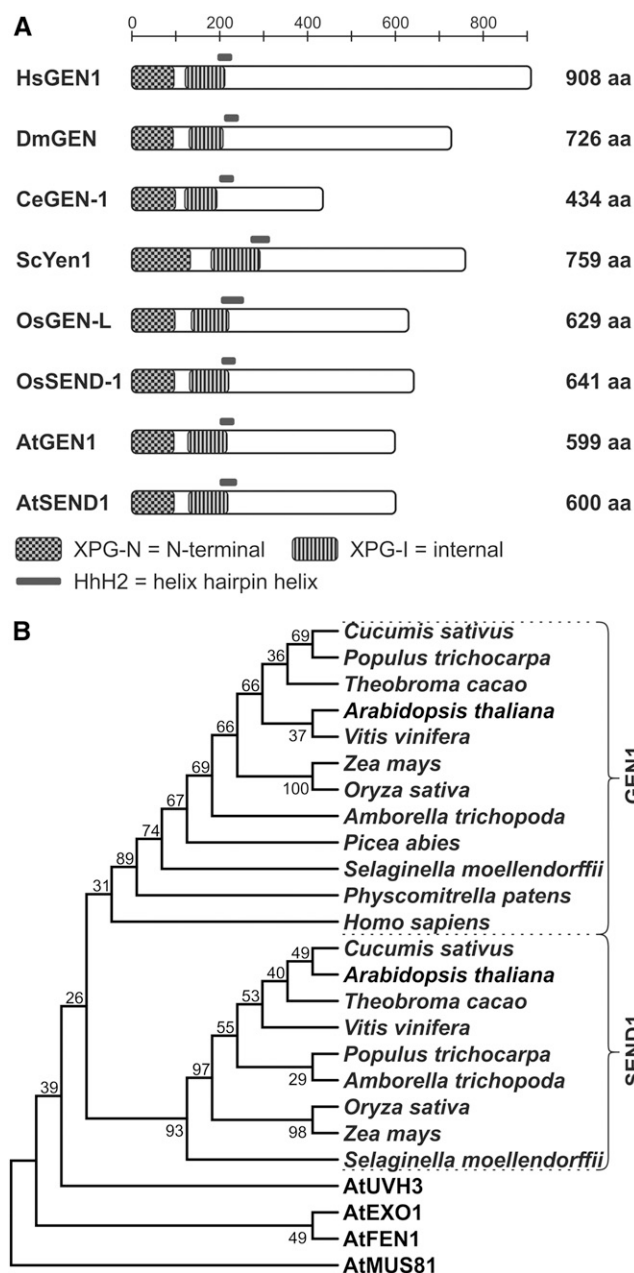 A
0 200 400 600 800
HsGEN1 908 aa
DmGEN 726 aa
CeGEN-1 434 aa
ScYen1 759 aa
OsGEN-L 629 aa
OsSEND-1 641 aa
AtGEN1 599 aa
AtSEND1 600 aa
XPG-N = N-terminal XPG-I = internal
HhH2 = helix hairpin helix
B
69 Cucumis sativus
36 Populus trichocarpa
66 Theobroma cacao
Arabidopsis thaliana
66 37 Vitis vinifera
69 Zea mays
100 Oryza sativa
67 Amborella trichopoda
74 Picea abies
89 Selaginella moellendorffii
31 Physcomitrella patens
Homo sapiens
GEN1
26 49 Cucumis sativus
40 Arabidopsis thaliana
53 Theobroma cacao
55 Vitis vinifera
97 Populus trichocarpa
29 Amborella trichopoda
39 Oryza sativa
93 98 Zea mays
Selaginella moellendorffii
SEND1
AtUVH3
AtEXO1
49 AtFEN1
AtMUS81